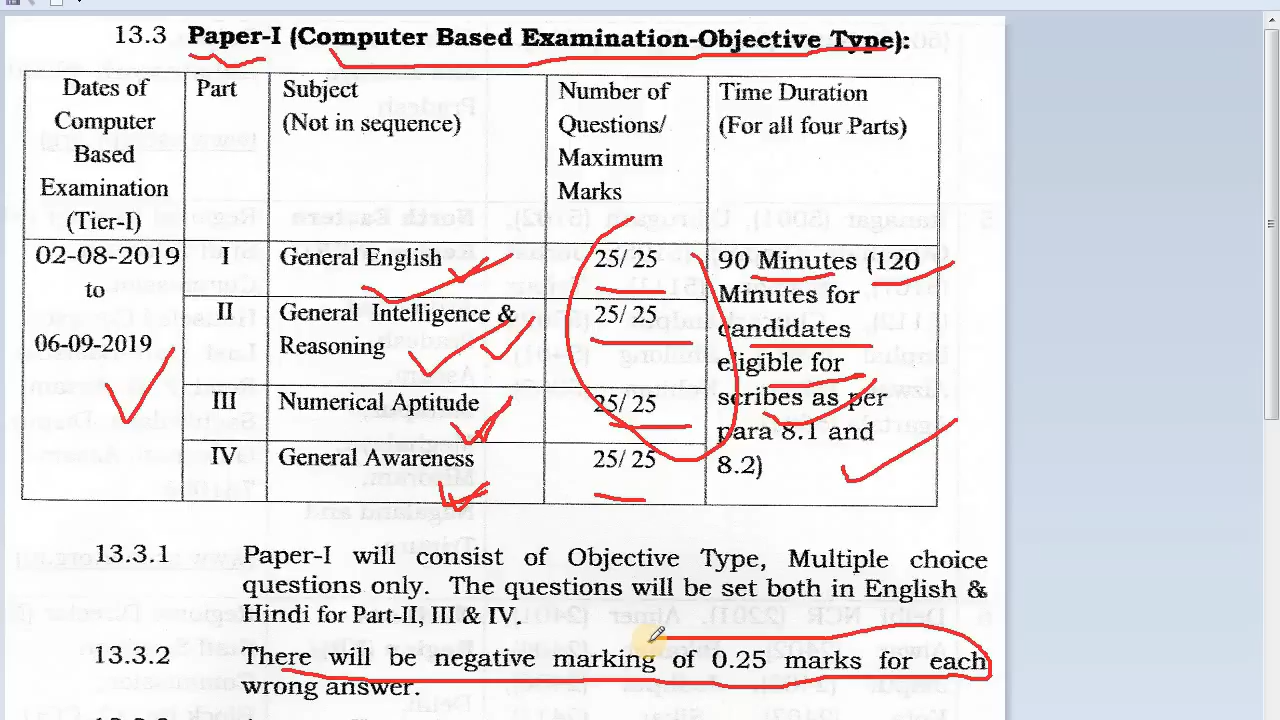 13.3 Paper-I (Computer Based Examination-Objective Type):
Dates of
Computer
Based
Examination
(Tier-I)
Part
Subject
(Not in sequence)
Number of
Questions/
Maximum
Marks
Time Duration
(For all four Parts)
02-08-2019
to
06-09-2019
I
General English
25/ 25
II
General Intelligence &
Reasoning
25/ 25
III
Numerical Aptitude
25/ 25
IV
General Awareness
25/ 25
90 Minutes (120
Minutes for
candidates
eligible for
scribes as per
para 8.1 and
8.2)
13.3.1 Paper-I will consist of Objective Type, Multiple choice
questions only. The questions will be set both in English &
Hindi for Part-II, III & IV.
13.3.2 There will be negative marking of 0.25 marks for each
wrong answer.